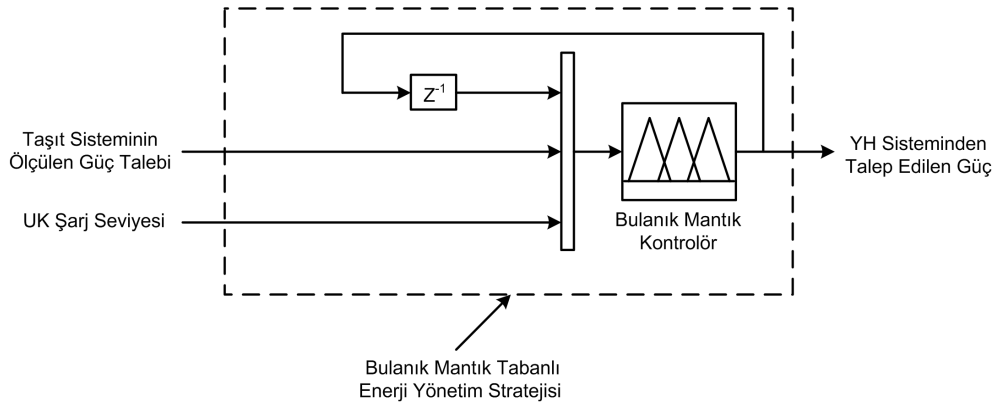 Z-1
Taşıt Sisteminin
Ölçülen Güç Talebi
UK Şarj Seviyesi
Bulanık Mantık
Kontrolör
YH Sisteminden
Talep Edilen Güç
Bulanık Mantık Tabanlı
Enerji Yönetim Stratejisi